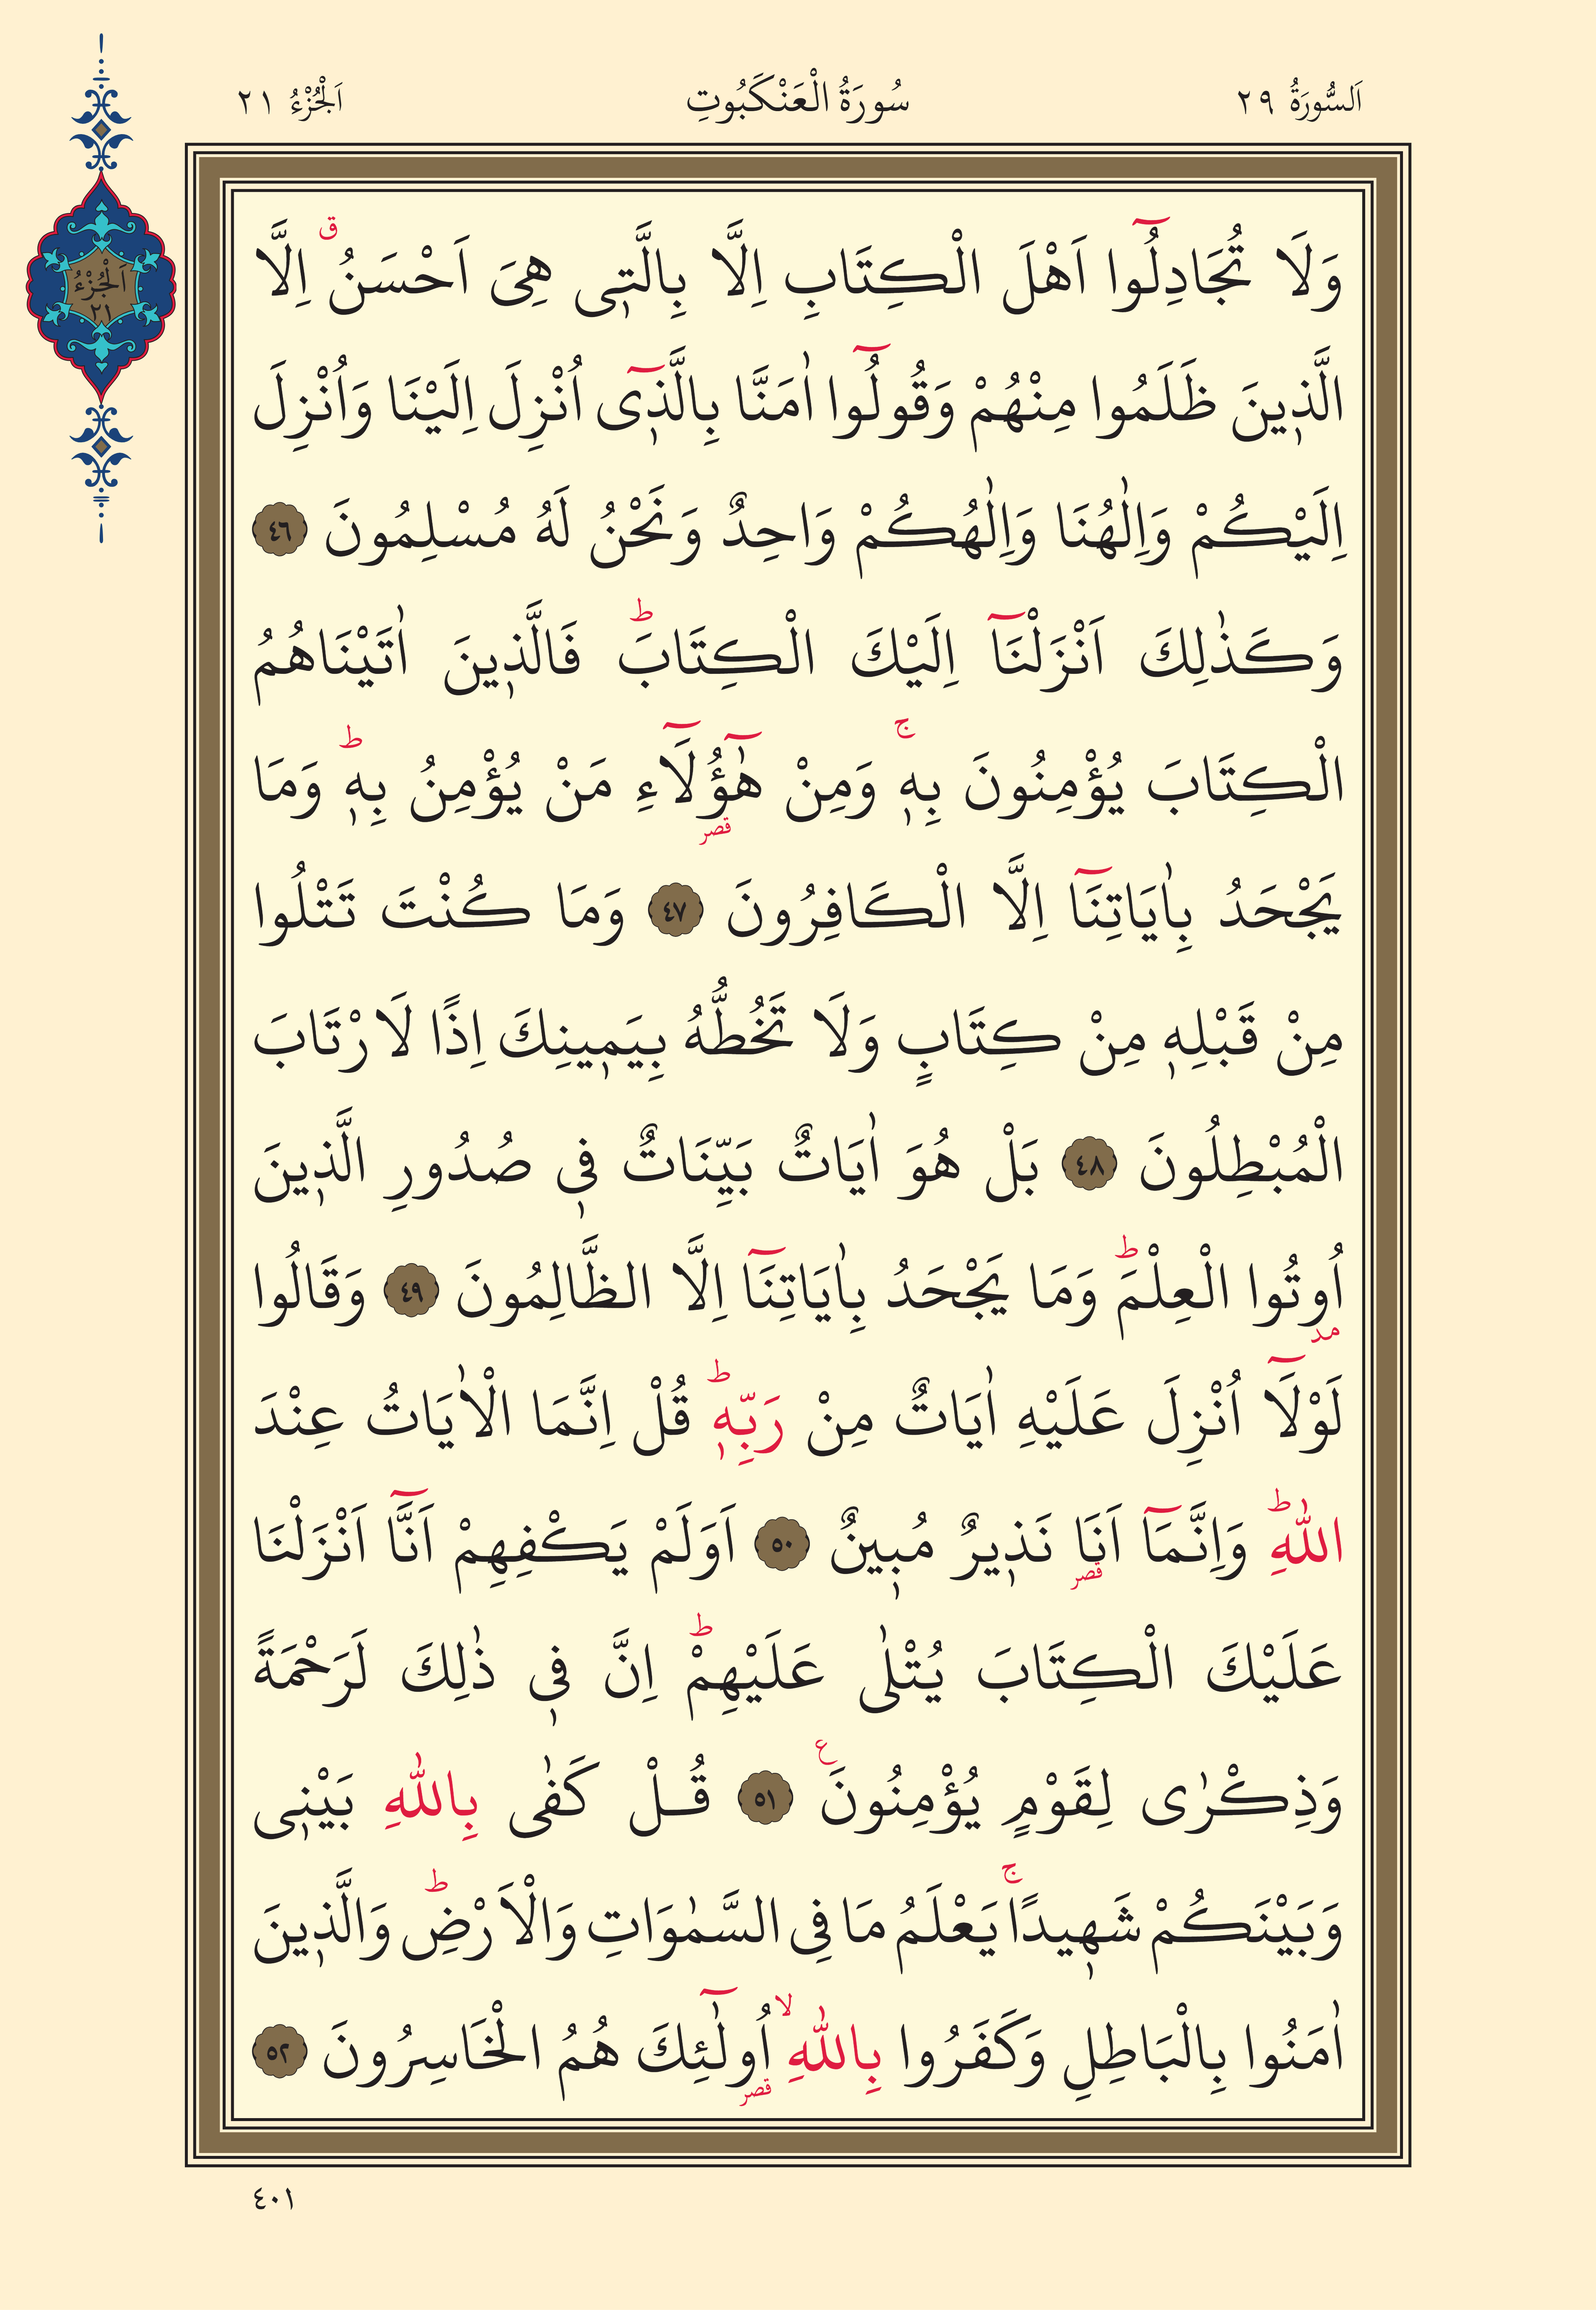 اَلسُّورَةُ ٢٩
سُورَةُ الْعَنْكَبُوتِ
اَلْجُزْءُ ٢١
اَلْجُزْءُ
٢١
وَلَا تُجَادِلُٓوا اَهْلَ الْكِتَابِ اِلَّا بِالَّت۪ى هِىَ اَحْسَنُۗ اِلَّا
الَّذ۪ينَ ظَلَمُوا مِنْهُمْ وَقُولُٓوا اٰمَنَّا بِالَّذ۪ٓى اُنْزِلَ اِلَيْنَا وَاُنْزِلَ
اِلَيْكُمْ وَاِلٰهُنَا وَاِلٰهُكُمْ وَاحِدٌ وَنَحْنُ لَهُ مُسْلِمُونَ ﴿٤٦﴾
وَكَذٰلِكَ اَنْزَلْنَٓا اِلَيْكَ الْكِتَابَۜ فَالَّذ۪ينَ اٰتَيْنَاهُمُ
الْكِتَابَ يُؤْمِنُونَ بِه۪ۚ وَمِنْ هٰٓؤُ۬لَٓاءِ مَنْ يُؤْمِنُ بِه۪ۜ وَمَا
يَجْحَدُ بِاٰيَاتِنَٓا اِلَّا الْكَافِرُونَ ﴿٤٧﴾ وَمَا كُنْتَ تَتْلُوا
مِنْ قَبْلِه۪ مِنْ كِتَابٍ وَلَا تَخُطُّهُ بِيَم۪ينِكَ اِذًا لَا رْتَابَ
الْمُبْطِلُونَ ﴿٤٨﴾ بَلْ هُوَ اٰيَاتٌ بَيِّنَاتٌ ف۪ى صُدُورِ الَّذ۪ينَ
اُو۫تُوا الْعِلْمَۜ وَمَا يَجْحَدُ بِاٰيَاتِنَٓا اِلَّا الظَّالِمُونَ ﴿٤٩﴾ وَقَالُوا
لَوْلَٓا اُنْزِلَ عَلَيْهِ اٰيَاتٌ مِنْ رَبِّه۪ۜ قُلْ اِنَّمَا الْاٰيَاتُ عِنْدَ
اللّٰهِۜ وَاِنَّمَٓا اَنَا۬ نَذ۪يرٌ مُب۪ينٌ ﴿٥٠﴾ اَوَلَمْ يَكْفِهِمْ اَنَّٓا اَنْزَلْنَا
عَلَيْكَ الْكِتَابَ يُتْلٰى عَلَيْهِمْۜ اِنَّ ف۪ى ذٰلِكَ لَرَحْمَةً
وَذِكْرٰى لِقَوْمٍ يُؤْمِنُونَ۟ ﴿٥١﴾ قُلْ كَفٰى بِاللّٰهِ بَيْن۪ى
وَبَيْنَكُمْ شَه۪يدًاۚ يَعْلَمُ مَا فِى السَّمٰوَاتِ وَالْاَرْضِۜ وَالَّذ۪ينَ
اٰمَنُوا بِالْبَاطِلِ وَكَفَرُوا بِاللّٰهِۙ اُو۬لٰٓئِكَ هُمُ الْخَاسِرُونَ ﴿٥٢﴾
٤٠١